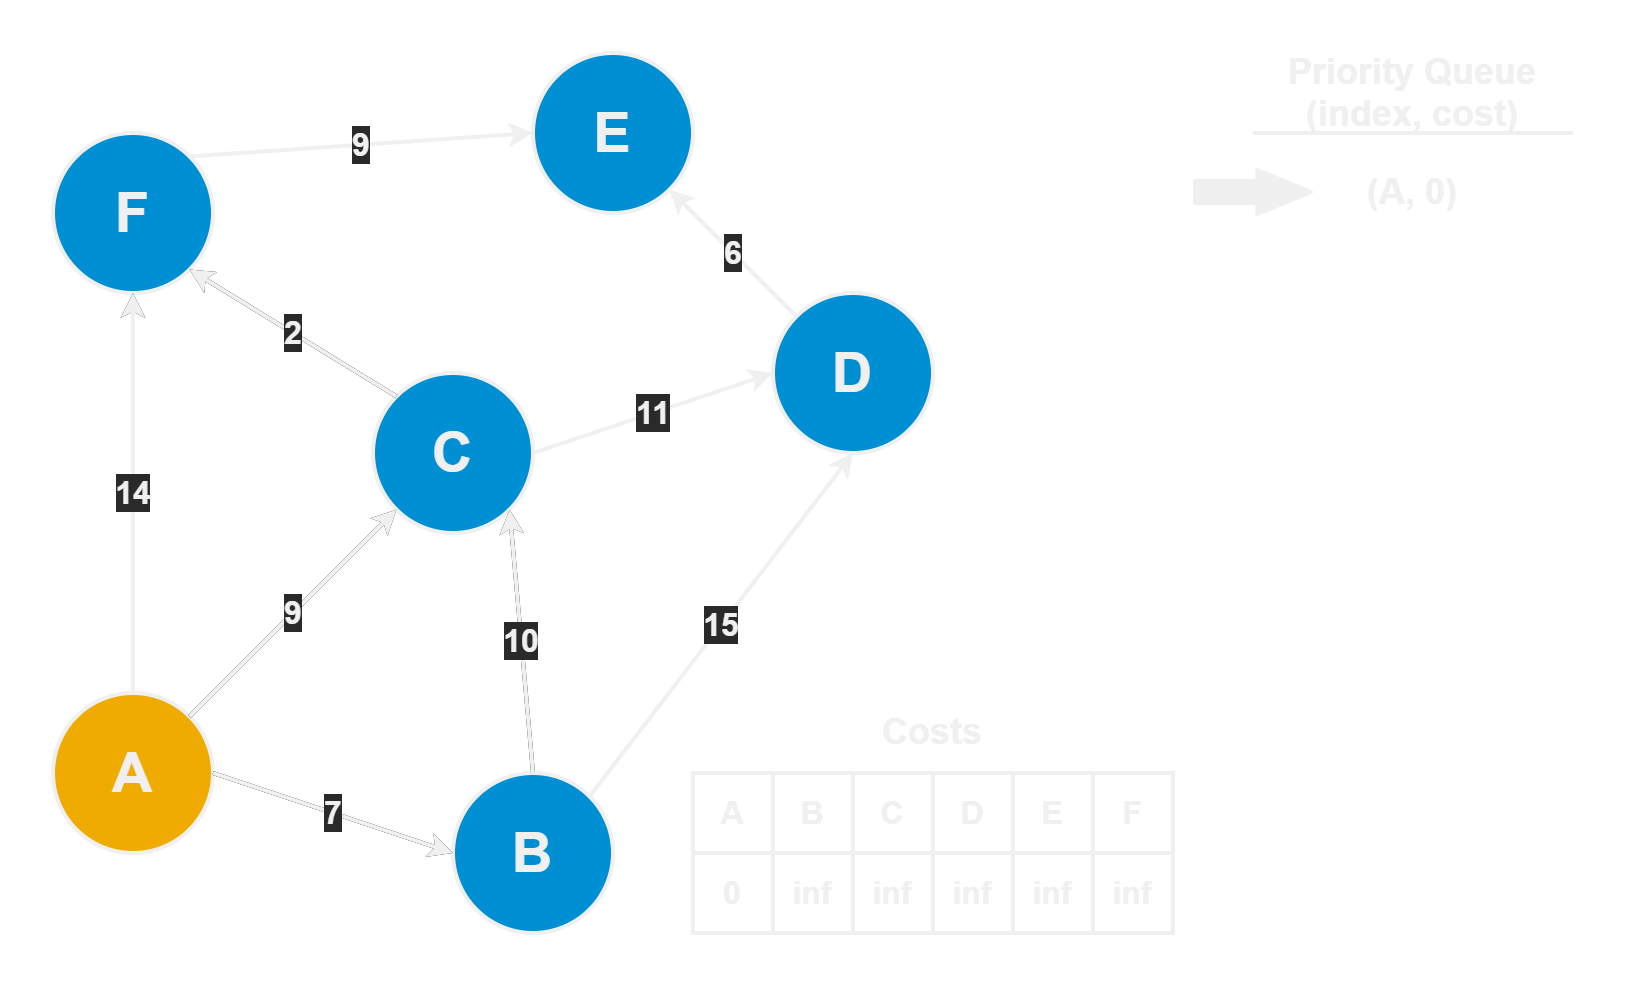 Priority Queue
(index, cost)
(A, 0)
E
9
F
6
2
D
11
C
14
9
10
15
A
7
B
Costs
A B C D E F
0 inf inf inf inf inf